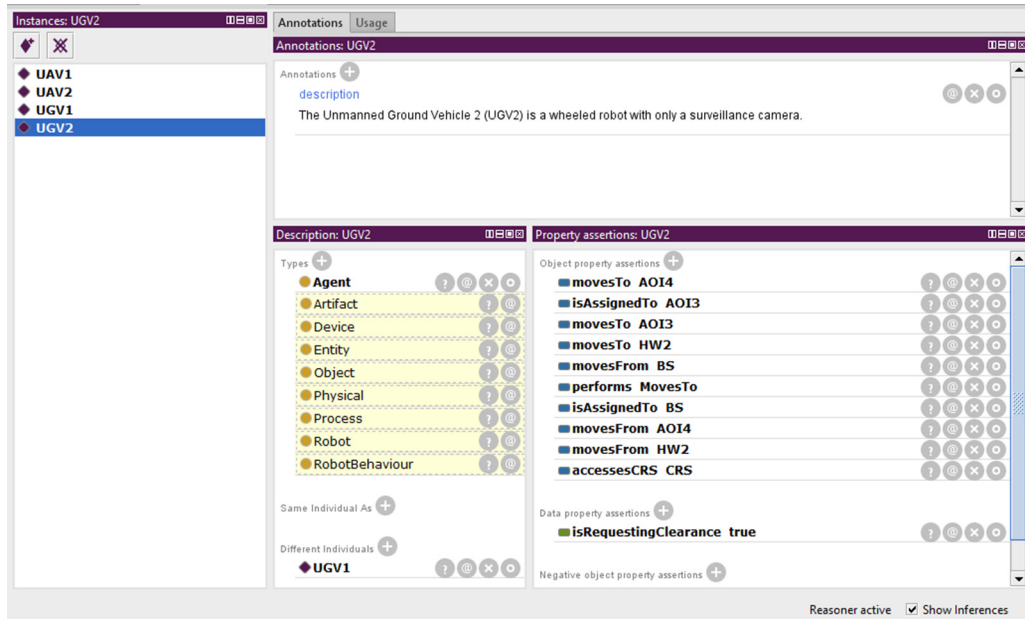 Instances: UGV2
UAV1
UAV2
UGV1
UGV2
Annotations Usage
Annotations: UGV2
Annotations
description
The Unmanned Ground Vehicle 2 (UGV2) is a wheeled robot with only a surveillance camera.
Description: UGV2
Types
Agent
Artifact
Device
Entity
Object
Physical
Process
Robot
RobotBehaviour
Same Individual As
Different Individuals
UGV1
Property assertions: UGV2
Object property assertions
movesTo AOI4
isAssignedTo AOI3
movesTo AOI3
movesTo HW2
movesFrom BS
performs MovesTo
isAssignedTo BS
movesFrom AOI4
movesFrom HW2
accessesCRS CRS
Data property assertions
isRequestingClearance true
Negative object property assertions
Reasoner active Show Inferences